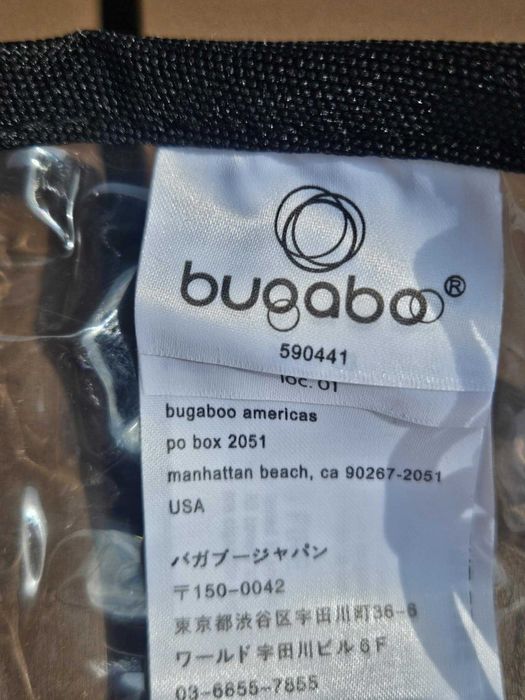 bugaboo®
590441
loc. 01
bugaboo americas
po box 2051
manhattan beach, ca 90267-2051
USA
バガブージャパン
〒150-0042
東京都渋谷区宇田川町36-6
ワールド宇田川ビル6F
03-6855-7855